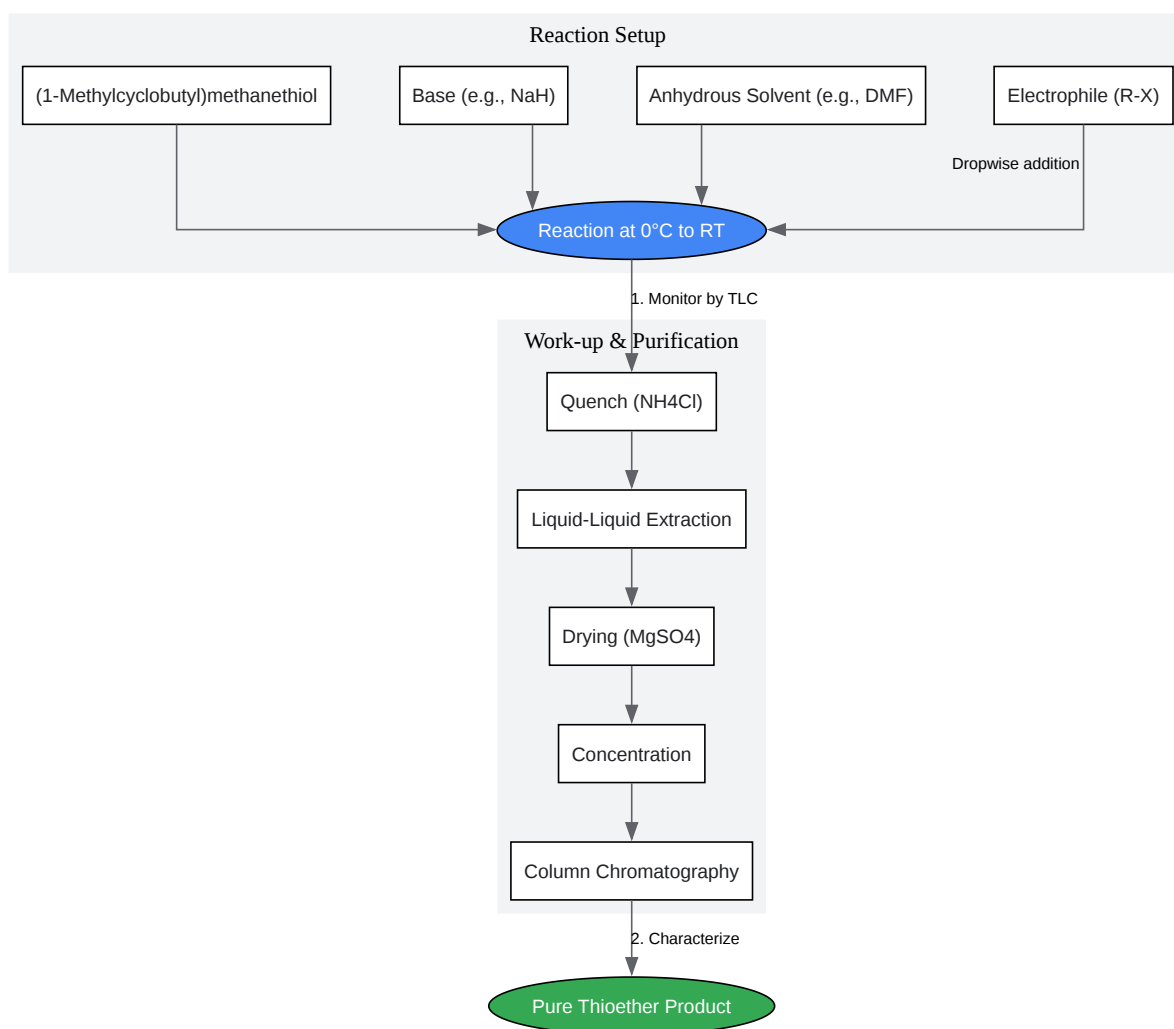 Reaction Setup
(1-Methylcyclobutyl)methanethiol
Base (e.g., NaH)
Anhydrous Solvent (e.g., DMF)
Electrophile (R-X)
Dropwise addition
Reaction at 0°C to RT
1. Monitor by TLC
Work-up & Purification
Quench (NH4Cl)
Liquid-Liquid Extraction
Drying (MgSO4)
Concentration
Column Chromatography
2. Characterize
Pure Thioether Product